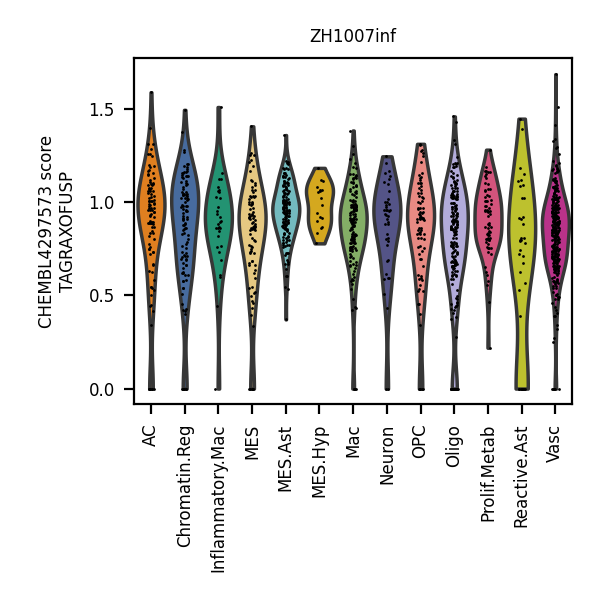 ZH1007inf
CHEMBL4297573 score
TAGRAXOFUSP
1.5
1.0
0.5
0.0
AC
Chromatin.Reg
Inflammatory.Mac
MES
MES.Ast
MES.Hyp
Mac
Neuron
OPC
Oligo
Prolif.Metab
Reactive.Ast
Vasc